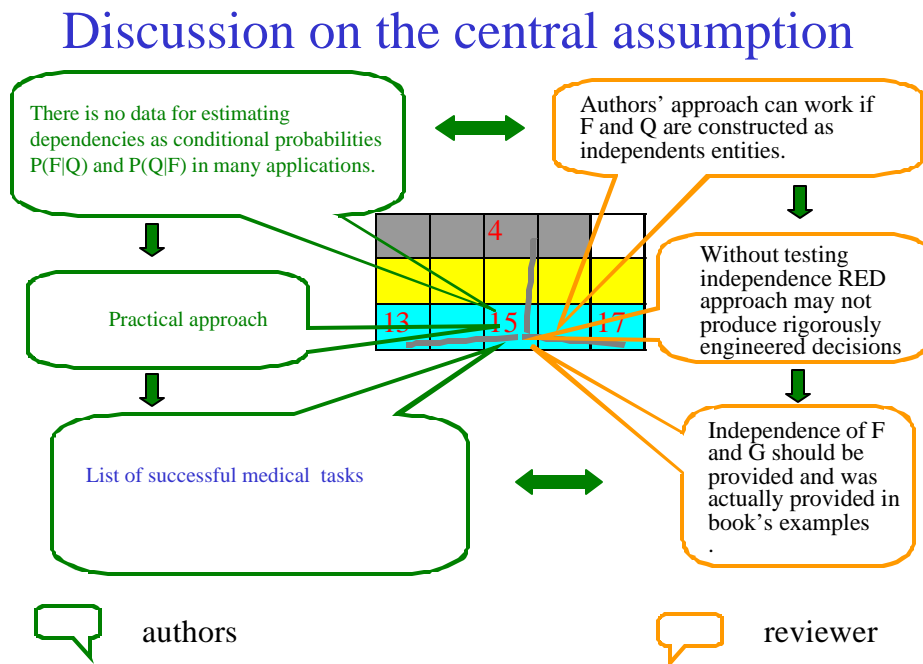 Discussion on the central assumption
There is no data for estimating
dependencies as conditional probabilities
P(F|Q) and P(Q|F) in many applications.
Authors' approach can work if
F and Q are constructed as
independents entities.
4
Practical approach
13
15
17
Without testing
independence RED
approach may not
produce rigorously
engineered decisions
List of successful medical tasks
Independence of F
and G should be
provided and was
actually provided in
book's examples
.
authors
reviewer